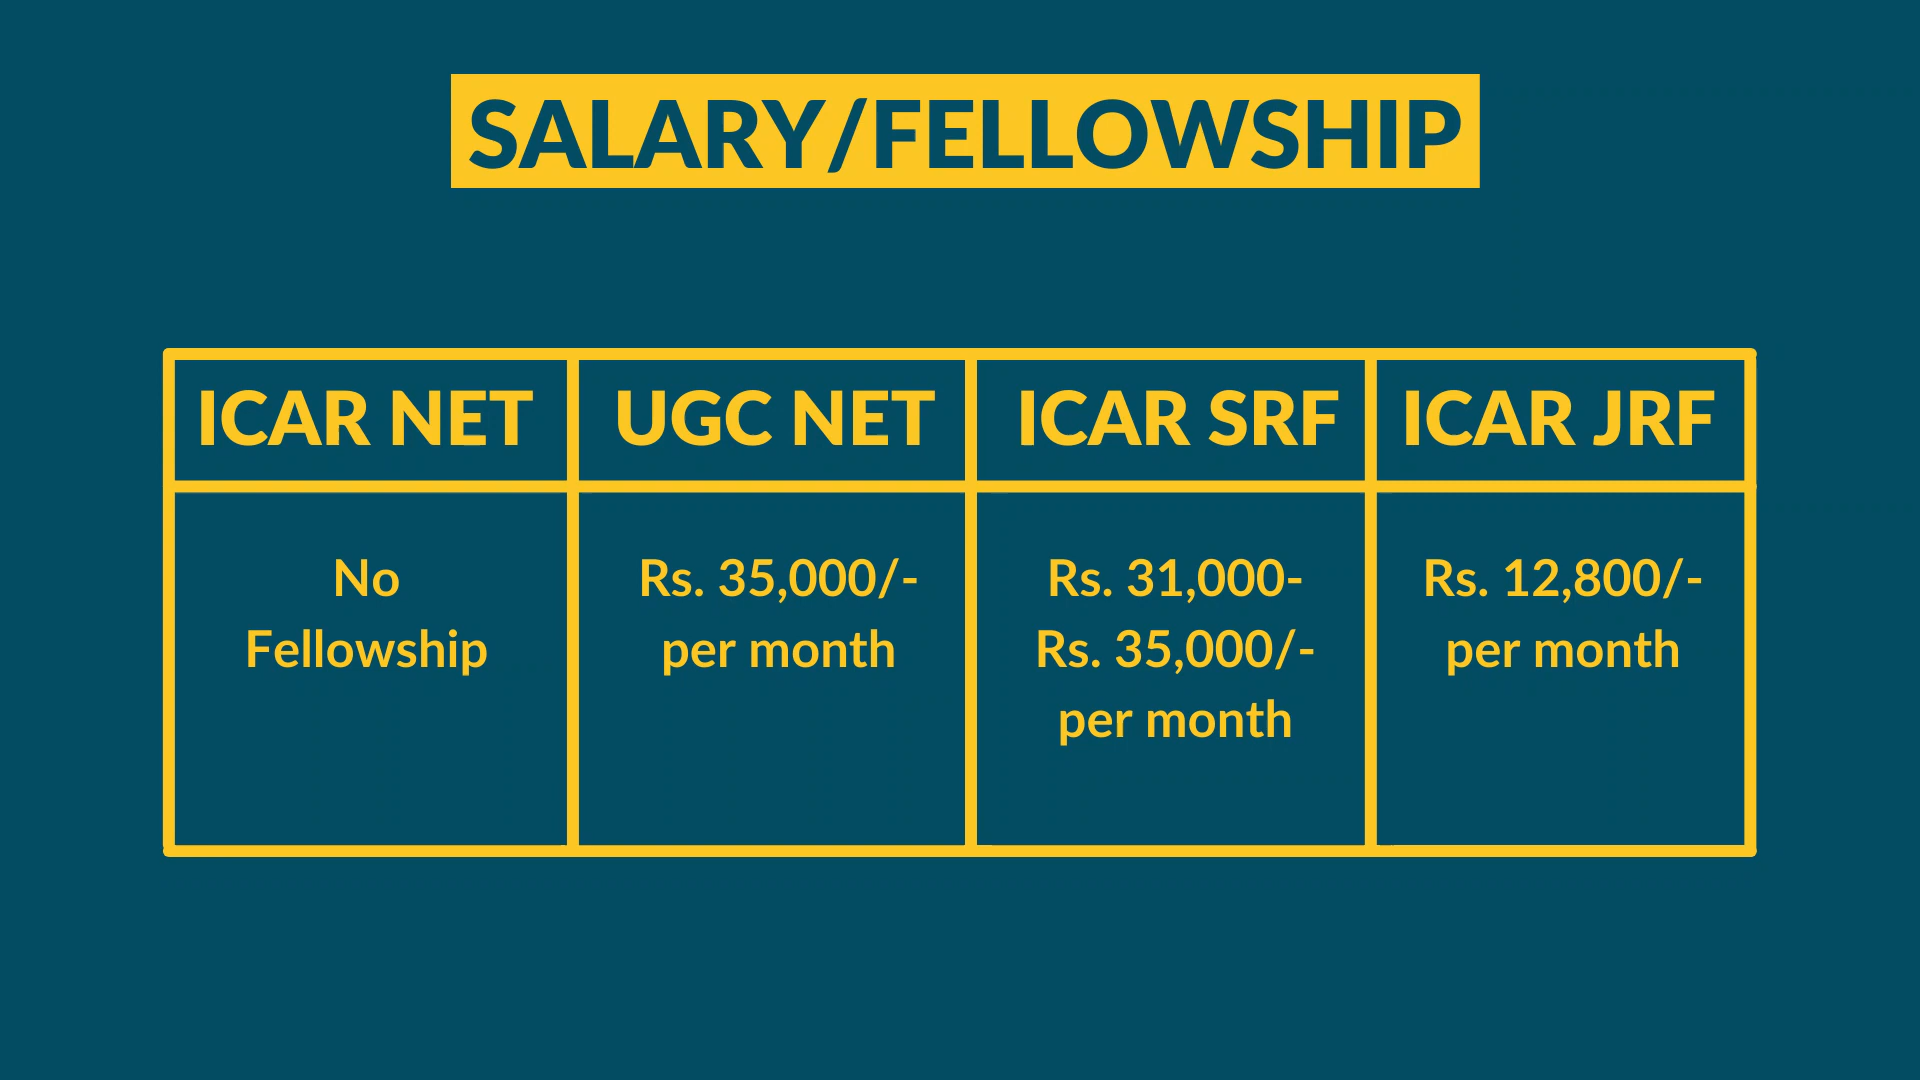 SALARY/FELLOWSHIP
ICAR NET
UGC NET
ICAR SRF
ICAR JRF
No
Fellowship
Rs. 35,000/-
per month
Rs. 31,000-
Rs. 35,000/-
per month
Rs. 12,800/-
per month